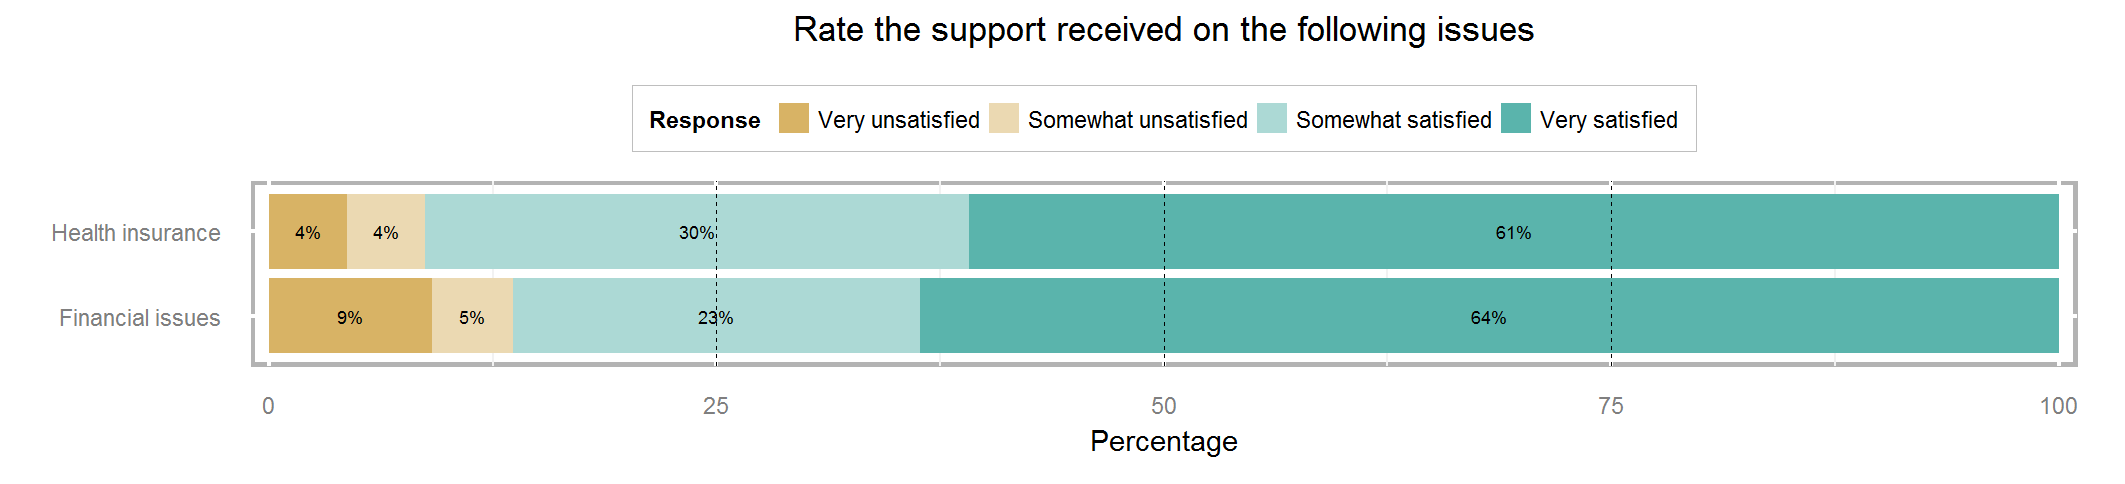 Rate the support received on the following issues
Response Very unsatisfied Somewhat unsatisfied Somewhat satisfied Very satisfied
Health insurance 4% 4% 30% 61%
Financial issues 9% 5% 23% 64%
0 25 50 75 100
Percentage